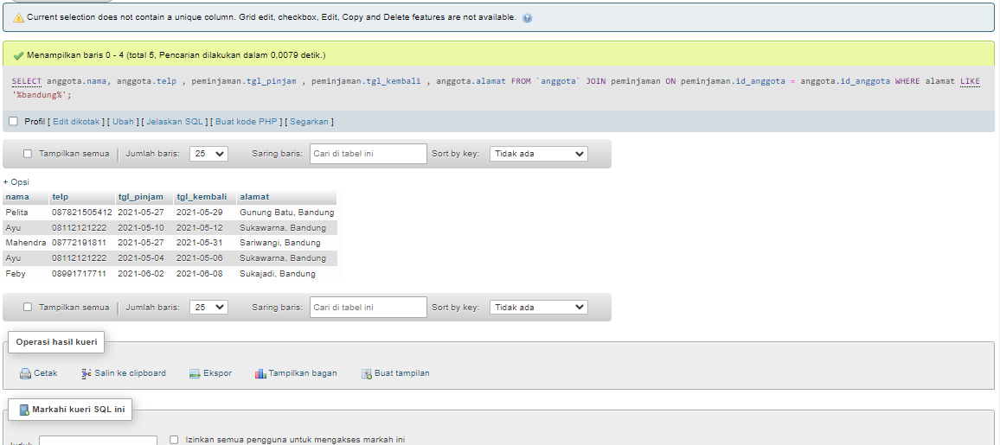 Current selection does not contain a unique column. Grid edit, checkbox, Edit, Copy and Delete features are not available.
Menampilkan baris 0 - 4 (total 5, Pencarian dilakukan dalam 0,0079 detik.)
SELECT anggota.nama, anggota.telp , peminjaman.tgl_pinjam , peminjaman.tgl_kembali , anggota.alamat FROM `anggota` JOIN peminjaman ON peminjaman.id_anggota = anggota.id_anggota WHERE alamat LIKE
'%bandung%';
Profil [ Edit dikotak ] [ Ubah ] [ Jelaskan SQL ] [ Buat kode PHP ] [ Segarkan ]
Tampilkan semua | Jumlah baris: 25 Saring baris: Cari di tabel ini Sort by key: Tidak ada
+ Opsi
nama telp tgl_pinjam tgl_kembali alamat
Pelita 087821505412 2021-05-27 2021-05-29 Gunung Batu, Bandung
Ayu 08112121222 2021-05-10 2021-05-12 Sukawarna, Bandung
Mahendra 08772191811 2021-05-27 2021-05-31 Sariwangi, Bandung
Ayu 08112121222 2021-05-04 2021-05-06 Sukawarna, Bandung
Feby 08991717711 2021-06-02 2021-06-08 Sukajadi, Bandung
Tampilkan semua | Jumlah baris: 25 Saring baris: Cari di tabel ini Sort by key: Tidak ada
Operasi hasil kueri
Cetak Salin ke clipboard Ekspor Tampilkan bagan Buat tampilan
Markahi kueri SQL ini
Izinkan semua pengguna untuk mengakses markah ini